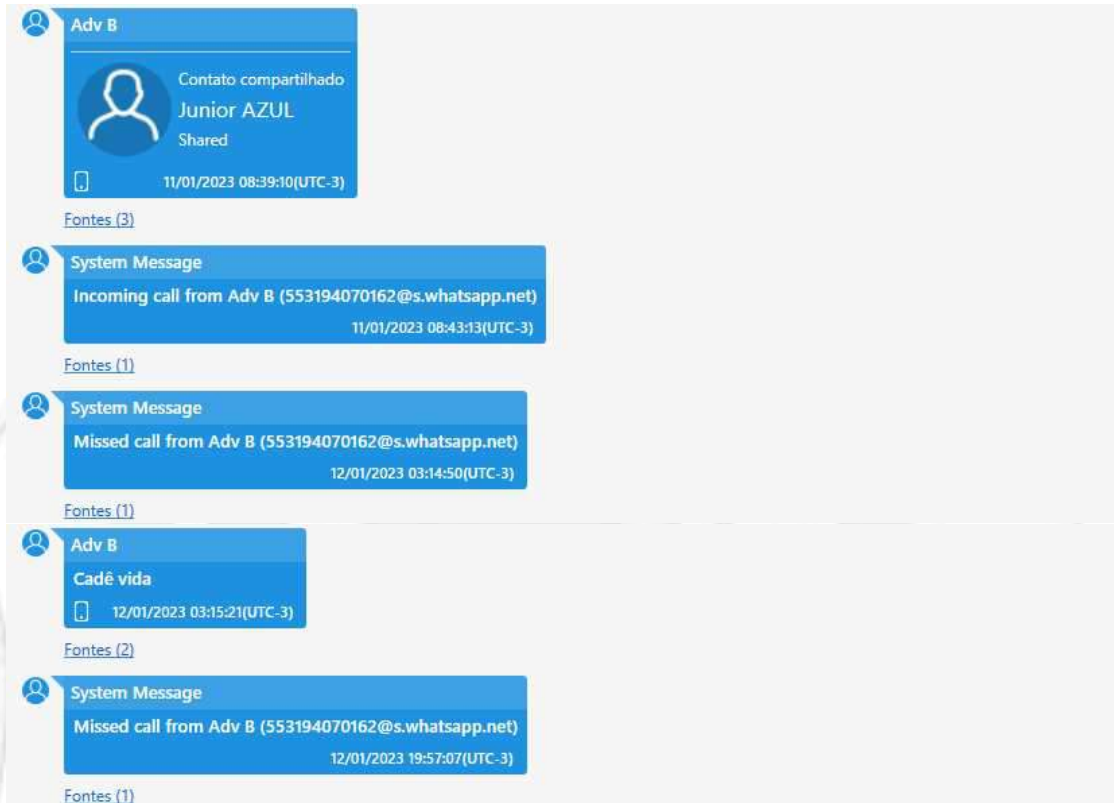 Adv B
Contato compartilhado
Junior AZUL
Shared
11/01/2023 08:39:10(UTC-3)
Fontes (3)
System Message
Incoming call from Adv B (553194070162@s.whatsapp.net)
11/01/2023 08:43:13(UTC-3)
Fontes (1)
System Message
Missed call from Adv B (553194070162@s.whatsapp.net)
12/01/2023 03:14:50(UTC-3)
Fontes (1)
Adv B
Cadê vida
12/01/2023 03:15:21(UTC-3)
Fontes (2)
System Message
Missed call from Adv B (553194070162@s.whatsapp.net)
12/01/2023 19:57:07(UTC-3)
Fontes (1)